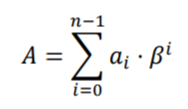 A = \sum_{i=0}^{n-1} a_i \cdot \beta^i